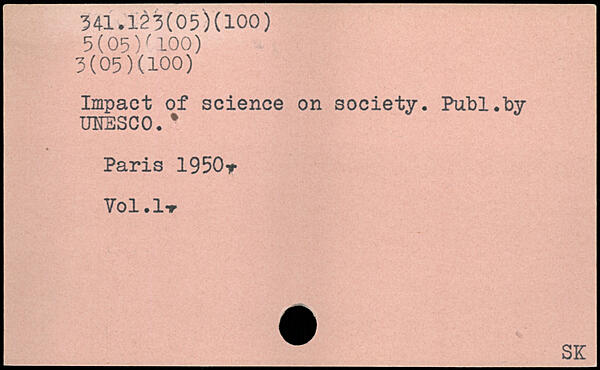 341.123(05)(100)
5(05)(100)
3(05)(100)
Impact of science on society. Publ.by
UNESCO.
Paris 1950-
Vol.1-
SK